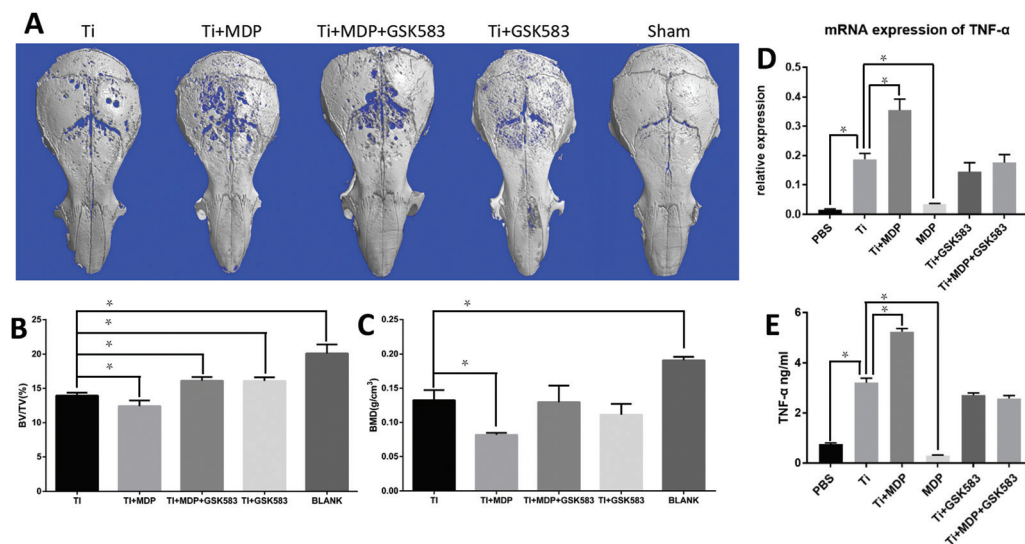 A
Ti Ti+MDP Ti+MDP+GSK583 Ti+GSK583 Sham
B
BV/TV(%)
25
20
15
10
5
0
* * * *
TI TI+MDP TI+MDP+GSK583 TI+GSK583 BLANK
C
BMD(g/cm³)
0.25
0.20
0.15
0.10
0.05
0.00
* *
TI TI+MDP TI+MDP+GSK583 TI+GSK583 BLANK
D
mRNA expression of TNF-α
relative expression
0.5
0.4
0.3
0.2
0.1
0.0
* * *
PBS Ti Ti+MDP MDP Ti+GSK583 Ti+MDP+GSK583
E
TNF-α ng/ml
6
4
2
0
* * *
PBS Ti Ti+MDP MDP Ti+GSK583 Ti+MDP+GSK583